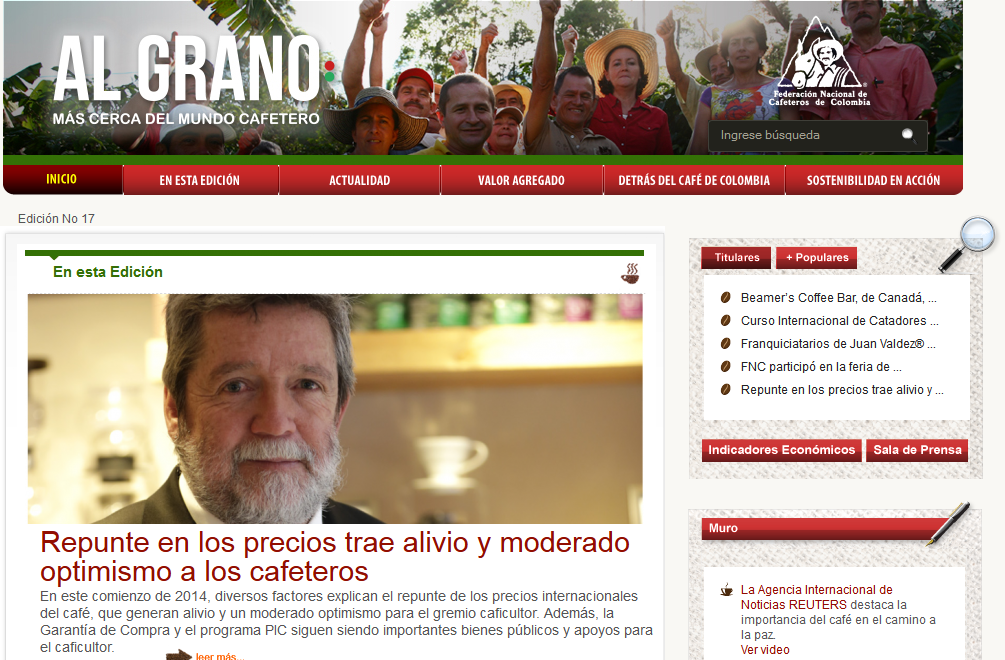 AL GRANO
MÁS CERCA DEL MUNDO CAFETERO
Federación Nacional de
Cafeteros de Colombia
Ingrese búsqueda
INICIO
EN ESTA EDICIÓN
ACTUALIDAD
VALOR AGREGADO
DETRÁS DEL CAFÉ DE COLOMBIA
SOSTENIBILIDAD EN ACCIÓN
Edición No 17
En esta Edición
Repunte en los precios trae alivio y moderado
optimismo a los cafeteros
En este comienzo de 2014, diversos factores explican el repunte de los precios internacionales
del café, que generan alivio y un moderado optimismo para el gremio caficultor. Además, la
Garantía de Compra y el programa PIC siguen siendo importantes bienes públicos y apoyos para
el caficultor.
leer más...
Titulares
+ Populares
Beamer's Coffee Bar, de Canadá, ...
Curso Internacional de Catadores ...
Franquiciatarios de Juan Valdez® ...
FNC participó en la feria de ...
Repunte en los precios trae alivio y ...
Indicadores Económicos
Sala de Prensa
Muro
La Agencia Internacional de
Noticias REUTERS destaca la
importancia del café en el camino a
la paz.
Ver video